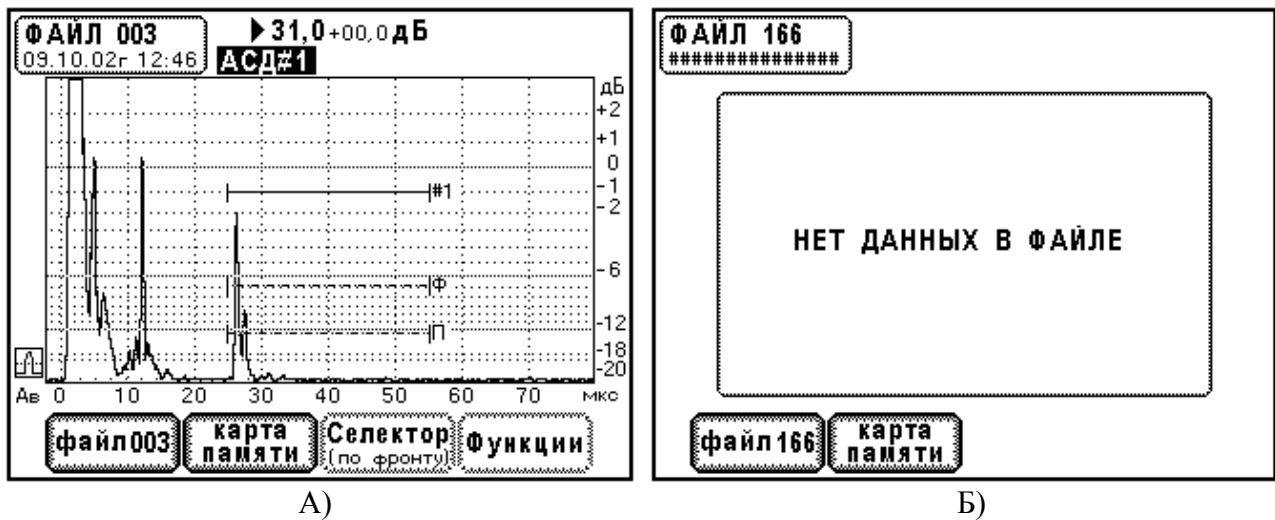 ФАЙЛ 003
09.10.02г 12:46
▶31,0+00,0дБ
АСД#1
дБ
+2
+1
0
-1
#1
-2
-6
Ф
-12
П
-18
-20
Ав 0 10 20 30 40 50 60 70 мкс
файл003
карта
памяти
Селектор
(по фронту)
Функции
А)
ФАЙЛ 166
###############
НЕТ ДАННЫХ В ФАЙЛЕ
файл166
карта
памяти
Б)